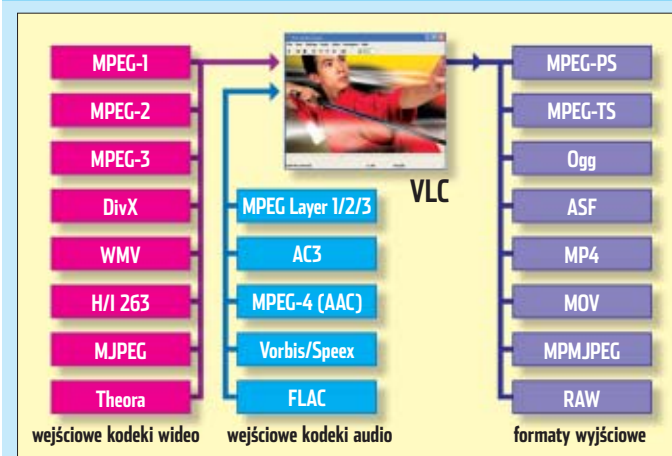 MPEG-1
MPEG-2
MPEG-3
DivX
WMV
H/I 263
MJPEG
Theora
wejściowe kodeki wideo
MPEG Layer 1/2/3
AC3
MPEG-4 (AAC)
Vorbis/Speex
FLAC
wejściowe kodeki audio
VLC
MPEG-PS
MPEG-TS
Ogg
ASF
MP4
MOV
MPMJPEG
RAW
formaty wyjściowe